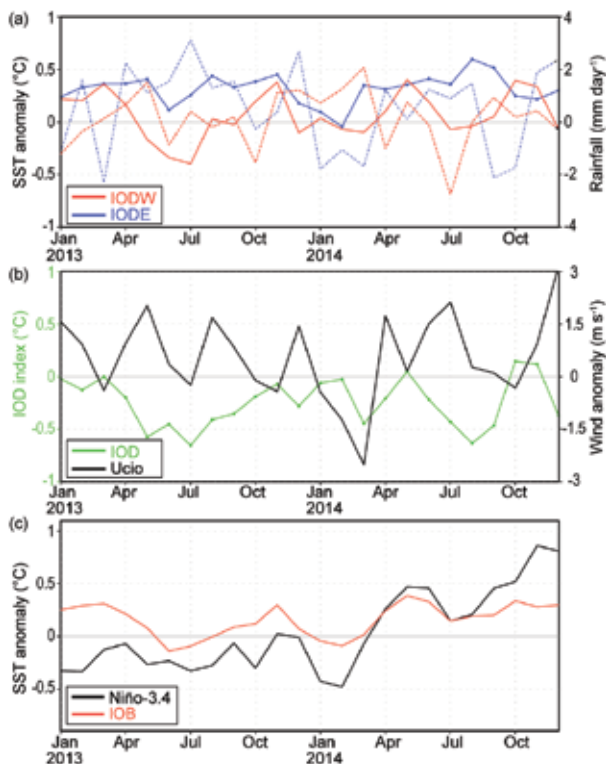 (a)
1
0.5
0
-0.5
-1
SST anomaly (°C)
4
2
0
-2
-4
Rainfall (mm day⁻¹)
IODW
IODE
Jan Apr Jul Oct Jan Apr Jul Oct
2013 2014
(b)
1
0.5
0
-0.5
-1
IOD index (°C)
3
1.5
0
-1.5
-3
Wind anomaly (m s⁻¹)
IOD
Ucio
Jan Apr Jul Oct Jan Apr Jul Oct
2013 2014
(c)
1
0.5
0
-0.5
SST anomaly (°C)
Niño-3.4
IOB
Jan Apr Jul Oct Jan Apr Jul Oct
2013 2014